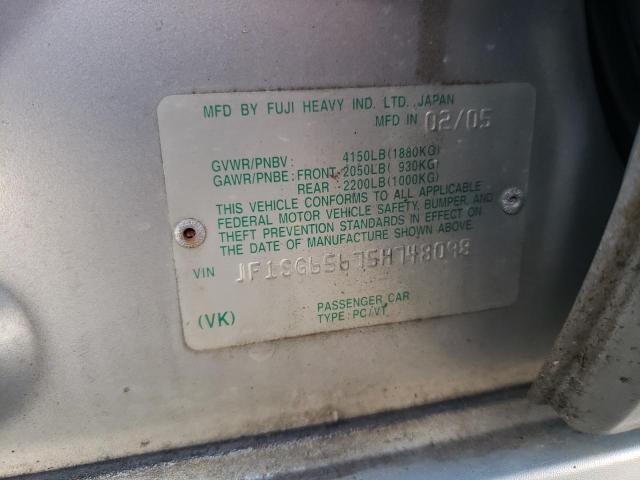 MFD BY FUJI HEAVY IND. LTD., JAPAN
MFD IN 02/05
GVWR/PNBV : 4150LB(1880KG)
GAWR/PNBE: FRONT 2050LB( 930KG)
REAR 2200LB(1000KG)
THIS VEHICLE CONFORMS TO ALL APPLICABLE
FEDERAL MOTOR VEHICLE SAFETY, BUMPER, AND
THEFT PREVENTION STANDARDS IN EFFECT ON
THE DATE OF MANUFACTURE SHOWN ABOVE.
VIN JF1SG65675H748098
PASSENGER CAR
(VK) TYPE: PC/VT